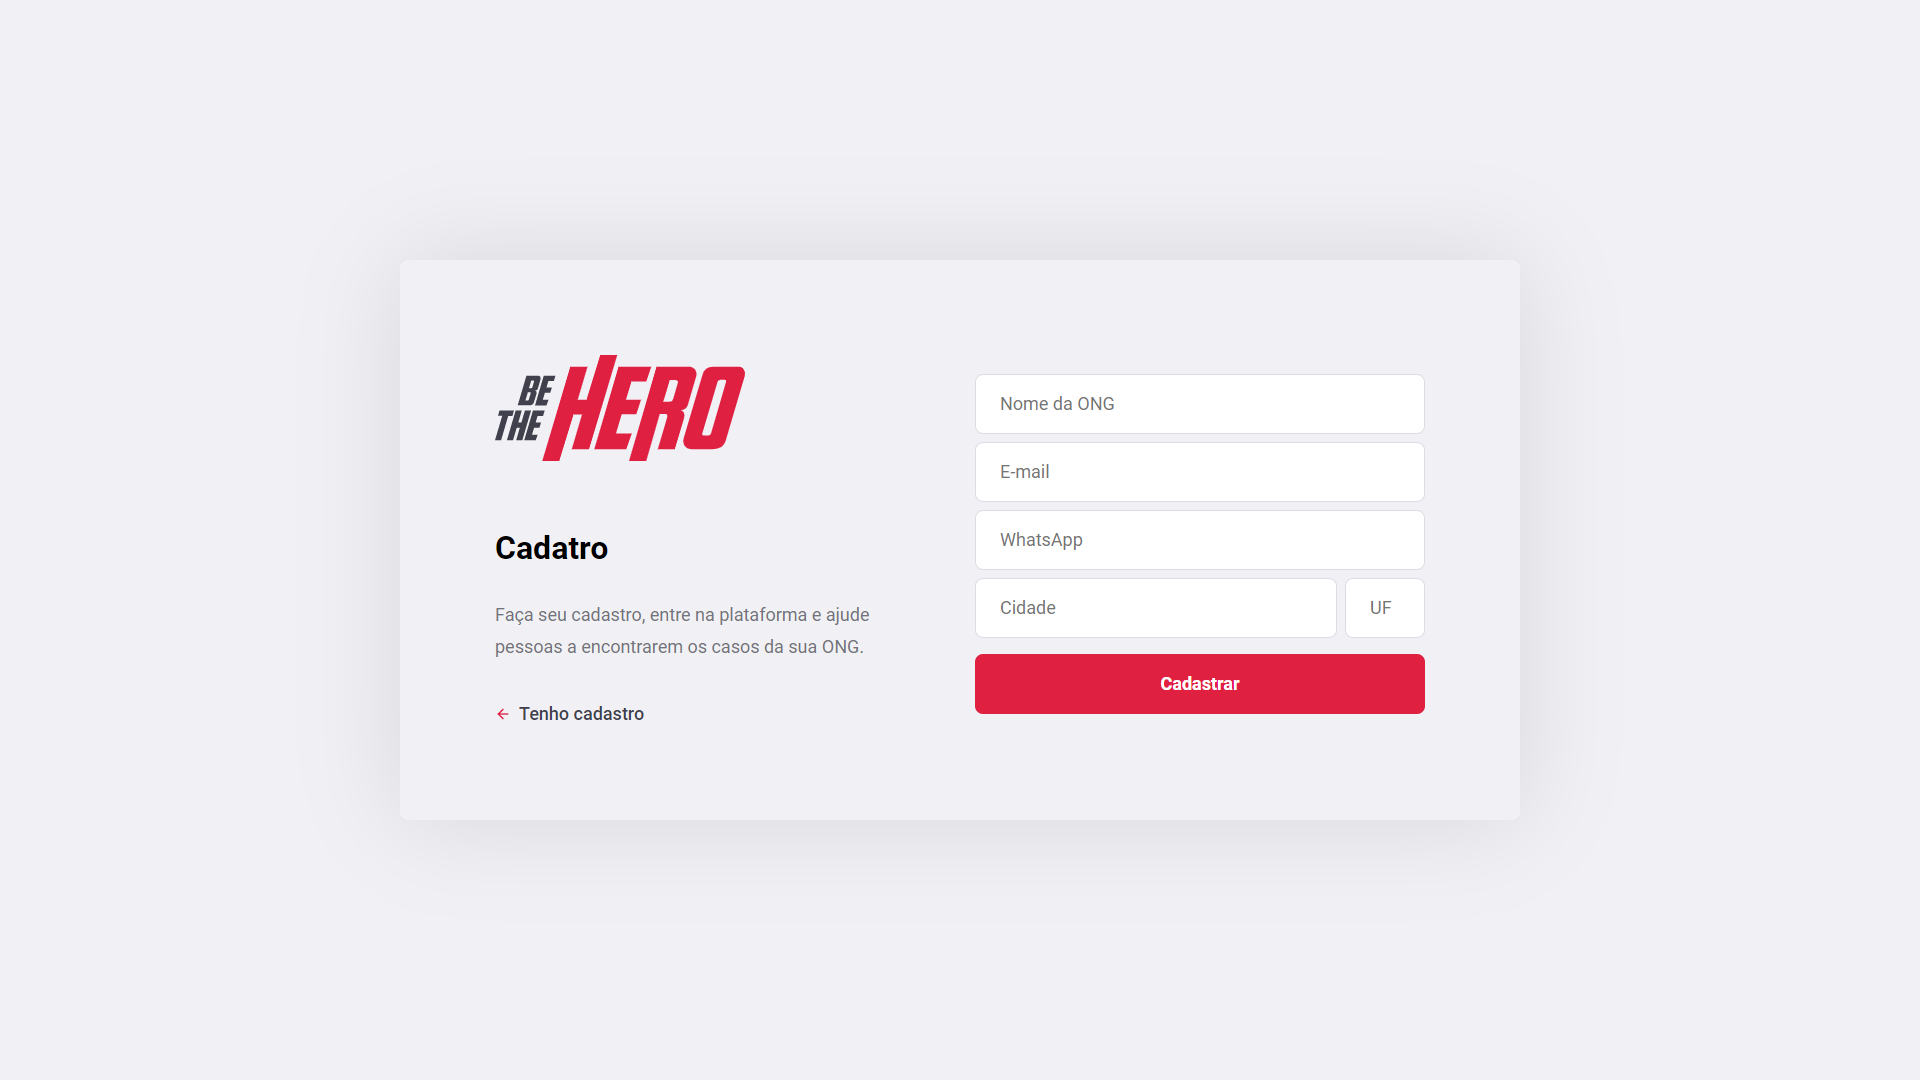 BE
THE
HERO
Cadatro
Faça seu cadastro, entre na plataforma e ajude
pessoas a encontrarem os casos da sua ONG.
Tenho cadastro
Nome da ONG
E-mail
WhatsApp
Cidade
UF
Cadastrar